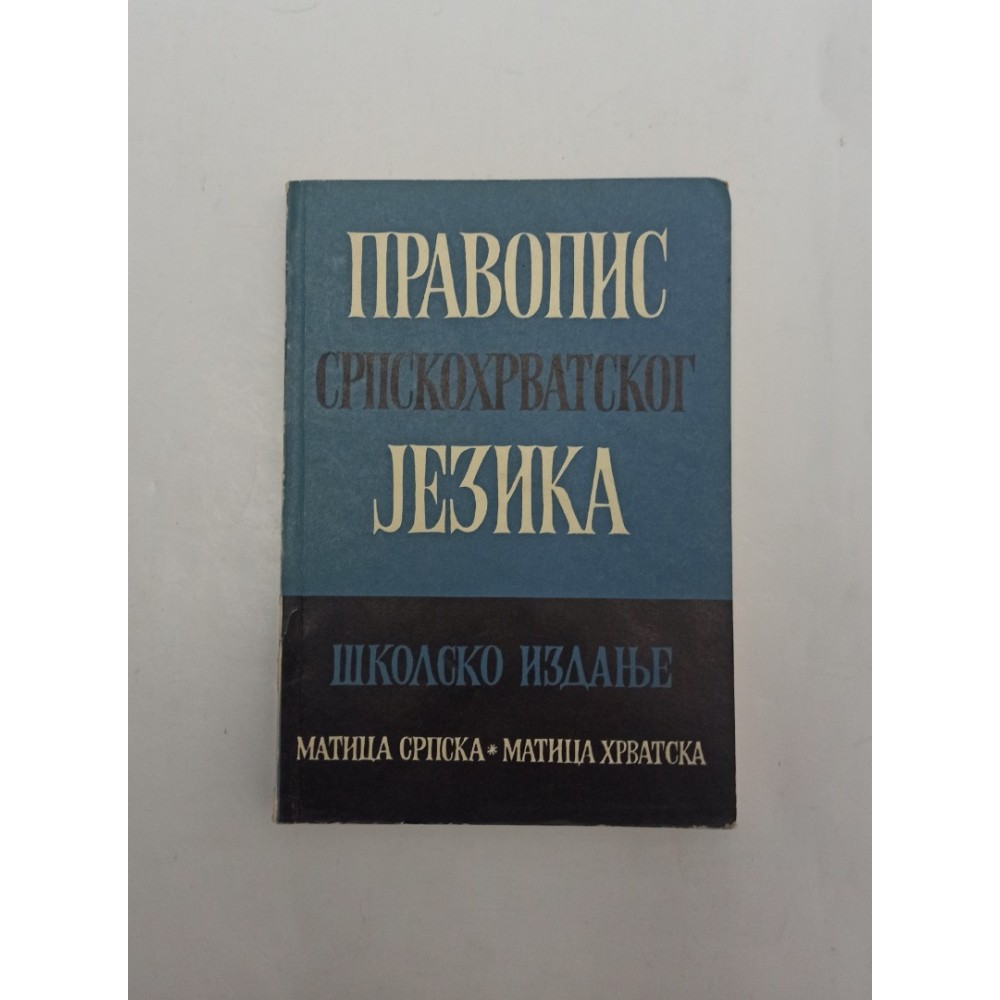 ПРАВОПИС
СРПСКОХРВАТСКОГ
ЈЕЗИКА
ШКОЛСКО ИЗДАЊЕ
МАТИЦА СРПСКА * МАТИЦА ХРВАТСКА